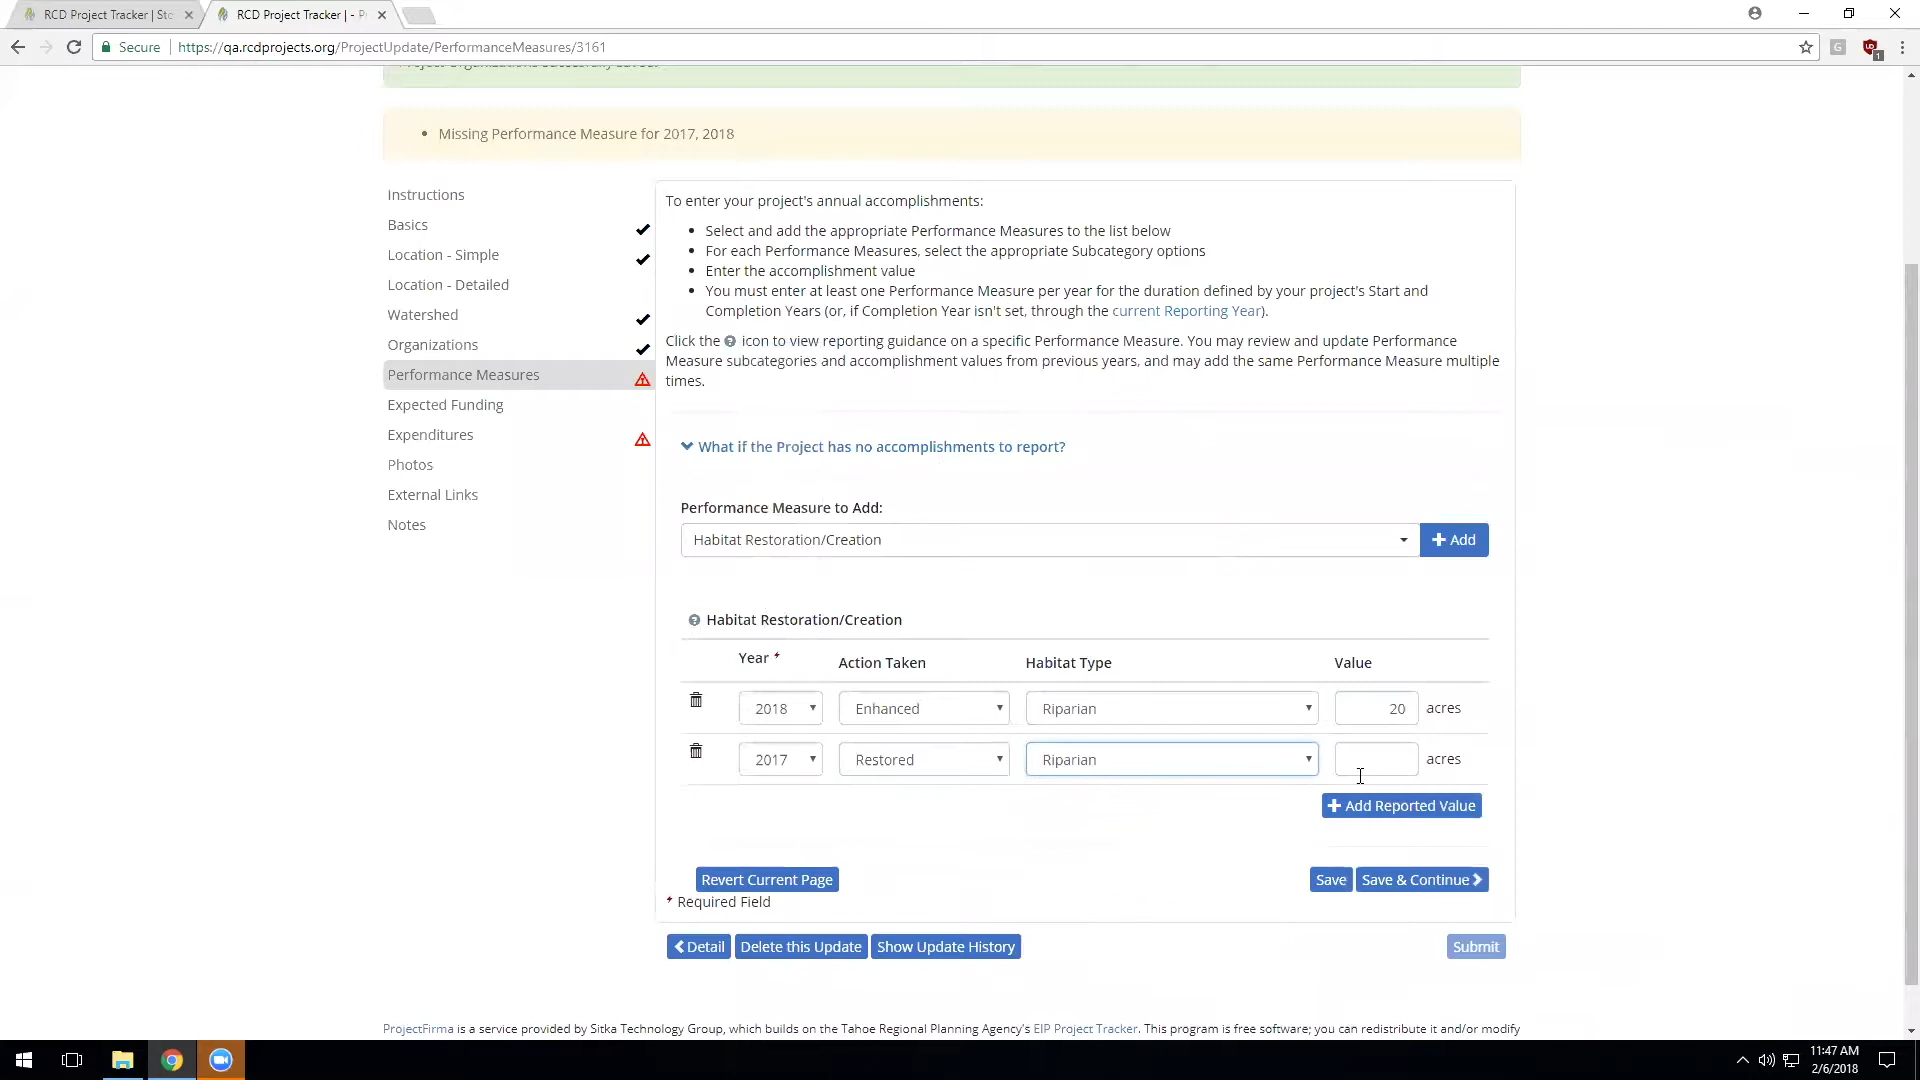 RCD Project Tracker | Sto
RCD Project Tracker | - P
Secure
https://qa.rcdprojects.org/ProjectUpdate/PerformanceMeasures/3161
G
1
Missing Performance Measure for 2017, 2018
Instructions
Basics
Location - Simple
Location - Detailed
Watershed
Organizations
Performance Measures
Expected Funding
Expenditures
Photos
External Links
Notes
To enter your project's annual accomplishments:
Select and add the appropriate Performance Measures to the list below
For each Performance Measures, select the appropriate Subcategory options
Enter the accomplishment value
You must enter at least one Performance Measure per year for the duration defined by your project's Start and
Completion Years (or, if Completion Year isn't set, through the current Reporting Year).
Click the ? icon to view reporting guidance on a specific Performance Measure. You may review and update Performance
Measure subcategories and accomplishment values from previous years, and may add the same Performance Measure multiple
times.
What if the Project has no accomplishments to report?
Performance Measure to Add:
Habitat Restoration/Creation
Add
Habitat Restoration/Creation
Year * Action Taken Habitat Type Value
2018 Enhanced Riparian 20 acres
2017 Restored Riparian acres
Add Reported Value
Revert Current Page
Save
Save & Continue
* Required Field
Detail
Delete this Update
Show Update History
Submit
ProjectFirma is a service provided by Sitka Technology Group, which builds on the Tahoe Regional Planning Agency's EIP Project Tracker. This program is free software; you can redistribute it and/or modify
11:47 AM
2/6/2018